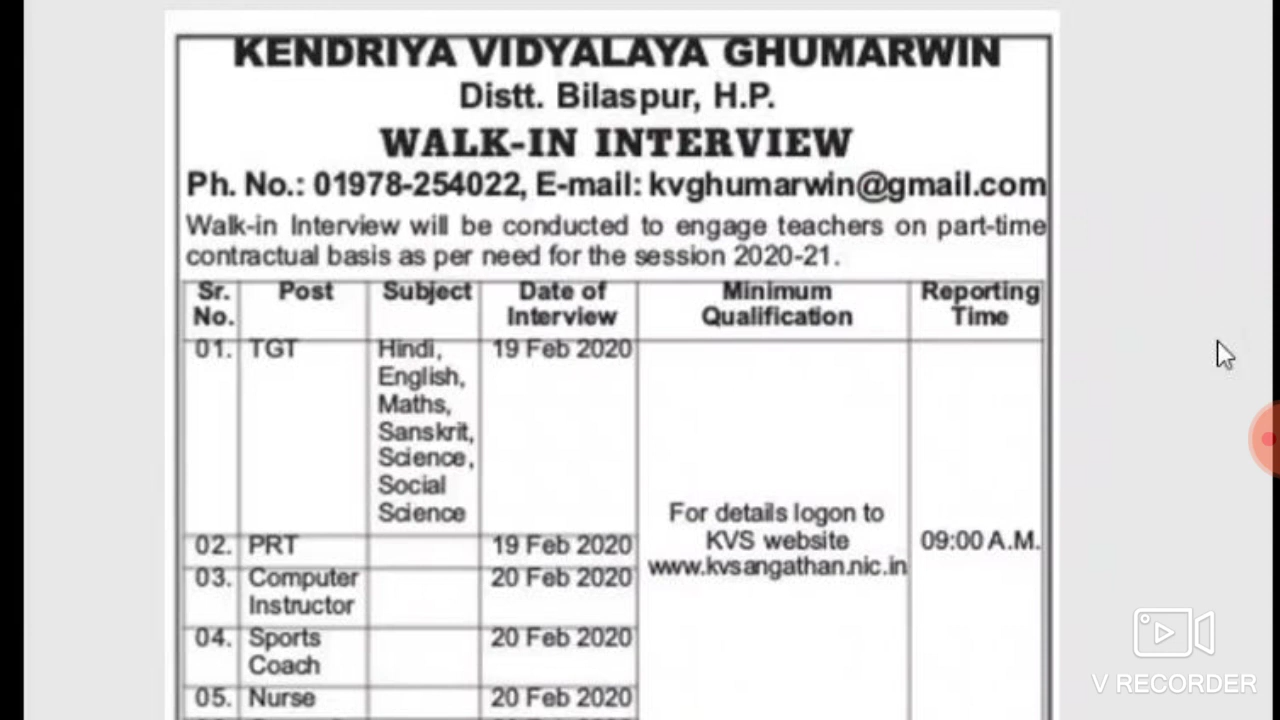 KENDRIYA VIDYALAYA GHUMARWIN
Distt. Bilaspur, H.P.
WALK-IN INTERVIEW
Ph. No.: 01978-254022, E-mail: kvghumarwin@gmail.com
Walk-in Interview will be conducted to engage teachers on part-time
contractual basis as per need for the session 2020-21.
Sr. No. Post Subject Date of Interview Minimum Qualification Reporting Time
01. TGT Hindi, 19 Feb 2020
English,
Maths,
Sanskrit,
Science,
Social
Science
For details logon to
KVS website
www.kvsangathan.nic.in
09:00 A.M.
02. PRT 19 Feb 2020
03. Computer 20 Feb 2020
Instructor
04. Sports 20 Feb 2020
Coach
05. Nurse 20 Feb 2020
V RECORDER